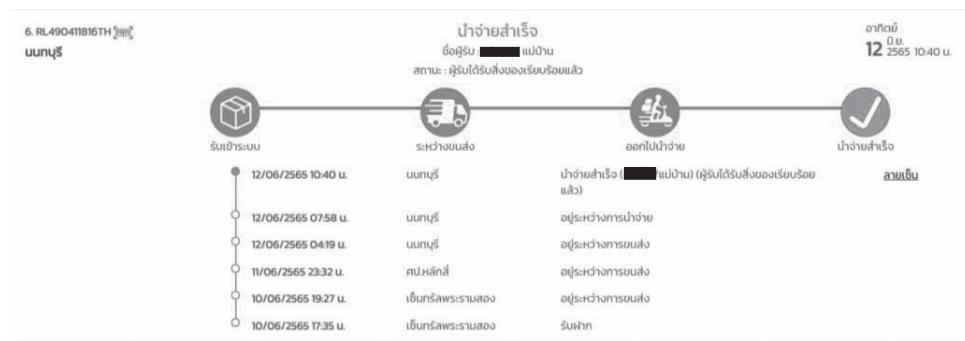 6. RL490411816TH
นนทบุรี
นำจ่ายสำเร็จ
ชื่อผู้รับ : แม่บ้าน
สถานะ : ผู้รับได้รับสิ่งของเรียบร้อยแล้ว
อาทิตย์
12 มิ.ย. 2565 10:40 น.
รับเข้าระบบ ระหว่างขนส่ง ออกไปนำจ่าย นำจ่ายสำเร็จ
12/06/2565 10:40 น. นนทบุรี นำจ่ายสำเร็จ ( /แม่บ้าน) (ผู้รับได้รับสิ่งของเรียบร้อย ลายเซ็น
แล้ว)
12/06/2565 07:58 น. นนทบุรี อยู่ระหว่างการนำจ่าย
12/06/2565 04:19 น. นนทบุรี อยู่ระหว่างการขนส่ง
11/06/2565 23:32 น. ศป.หลักสี่ อยู่ระหว่างการขนส่ง
10/06/2565 19:27 น. เซ็นทรัลพระรามสอง อยู่ระหว่างการขนส่ง
10/06/2565 17:35 น. เซ็นทรัลพระรามสอง รับฝาก